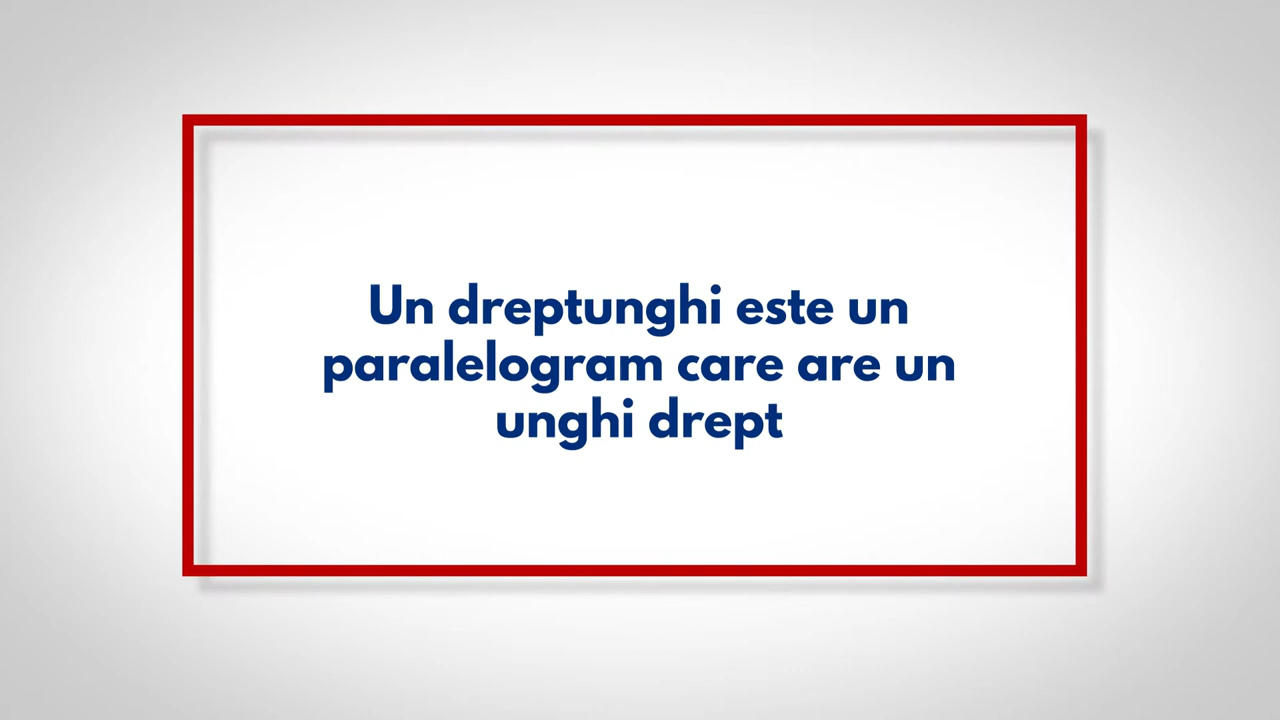 Un dreptunghi este un
paralelogram care are un
unghi drept